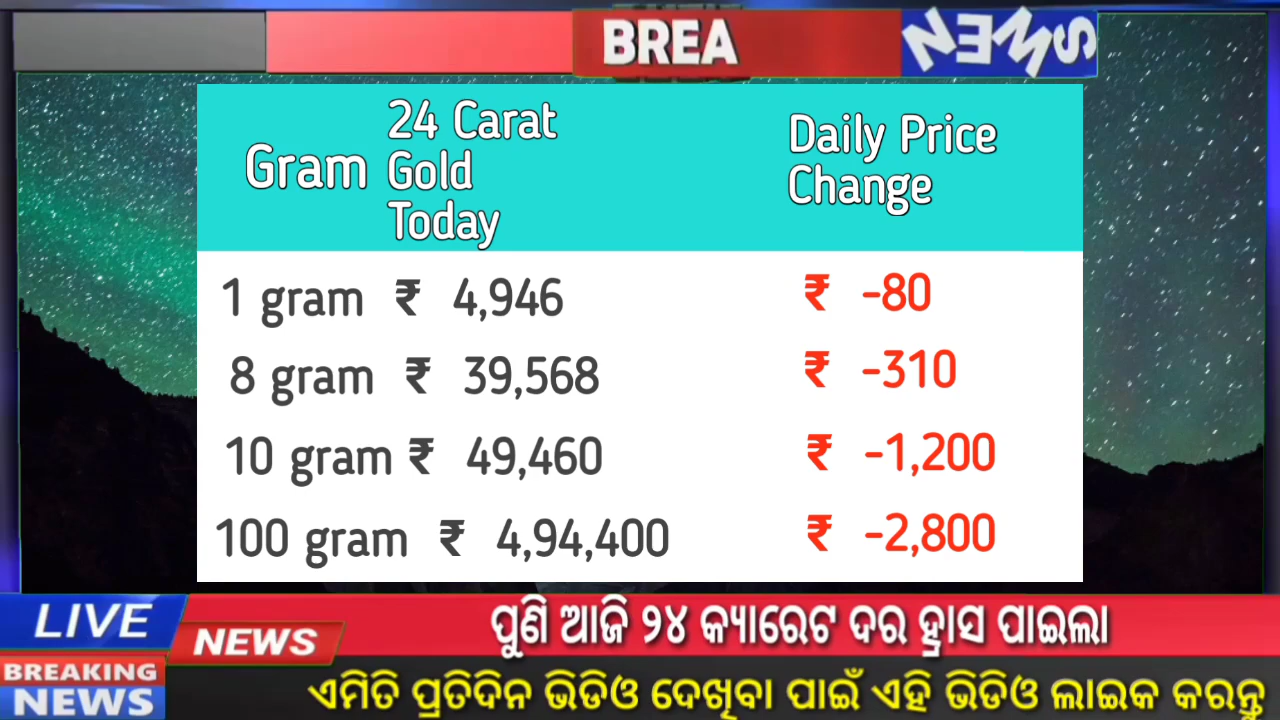 BREA
NEWS
Gram
24 Carat
Gold
Today
Daily Price
Change
1 gram ₹ 4,946 ₹ -80
8 gram ₹ 39,568 ₹ -310
10 gram ₹ 49,460 ₹ -1,200
100 gram ₹ 4,94,400 ₹ -2,800
LIVE
NEWS
ପୁଣି ଆଜି ୨୪ କ୍ୟାରେଟ ଦର ହ୍ରାସ ପାଇଲା
BREAKING
NEWS
ଏମିତି ପ୍ରତିଦିନ ଭିଡିଓ ଦେଖିବା ପାଇଁ ଏହି ଭିଡିଓ ଲାଇକ କରନ୍ତୁ